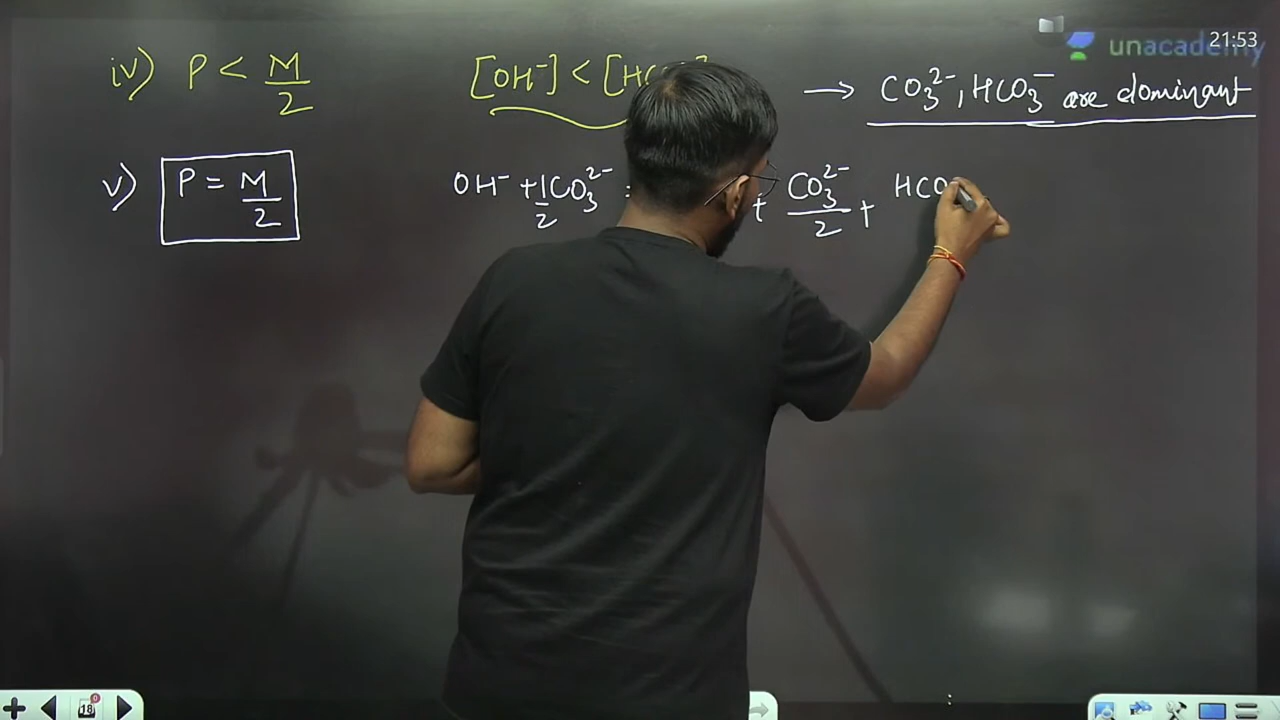 21:53
unacademy
iv) P < M/2 [OH⁻] < [HC → CO₃²⁻, HCO₃⁻ are dominant
v) P = M/2 OH⁻ + 1/2 CO₃²⁻ = + CO₃²⁻/2 + HCO
18